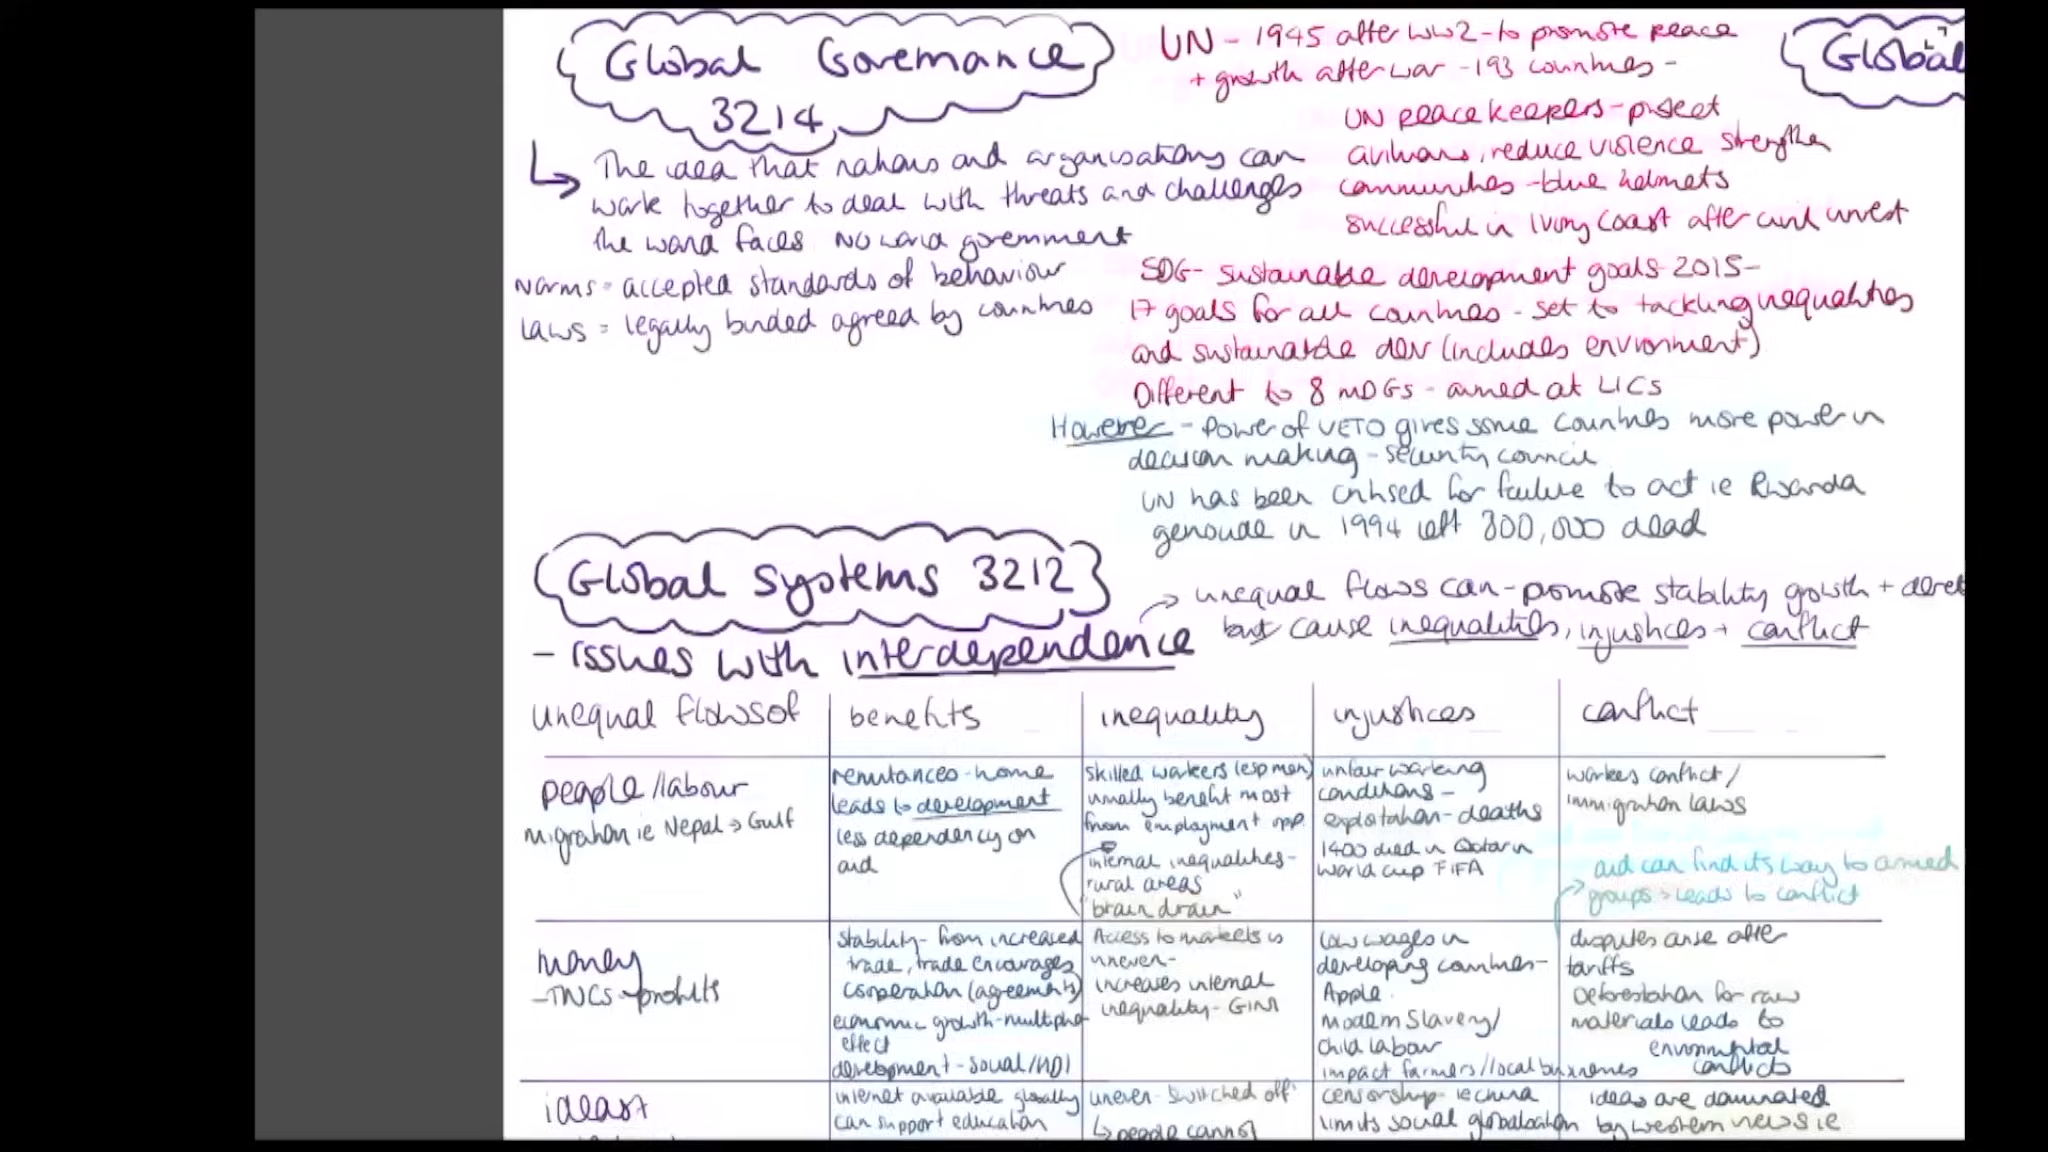 Global Governance
3214
The idea that nations and organisations can
work together to deal with threats and challenges
the world faces No world government
Norms = accepted standards of behaviour
Laws = legally binded agreed by countries
UN - 1945 after WW2 - to promote peace
+ growth after war - 193 countries -
UN peacekeepers - protect
civilians, reduce violence strengthen
communities - blue helmets
successful in Ivory Coast after civil unrest
SDG - sustainable development goals 2015 -
17 goals for all countries - set to tackling inequalities
and sustainable dev (includes environment)
Different to 8 MDGs - aimed at LICs
However - Power of VETO gives some countries more power in
decision making - security council
UN has been critised for failure to act ie Rwanda
genocide in 1994 left 800,000 dead
Global
Global systems 3212
- issues with interdependence
→ unequal flows can - promote stability growth + devel
but cause inequalities, injustices + conflict
unequal flows of
benefits
inequality
injustices
conflict
people/labour
migration ie Nepal → Gulf
remittances - home
leads to development
less dependency on
aid
skilled workers (esp men)
usually benefit most
from employment opp.
internal inequalities -
rural areas
"brain drain"
unfair working
conditions -
exploitation - deaths
1400 died in Qatar in
World cup FIFA
workers conflict/
immigration laws
aid can find its way to armed
groups → leads to conflict
money
- TNCs - profits
stability - from increased
trade, trade encourages
cooperation (agreements)
economic growth - multiplier
effect
development - social/HDI
Access to markets is
uneven -
increases internal
inequality - GINI
Low wages in
developing countries -
Apple.
modern slavery/
child labour
impact farmers/local businesses
disputes arise after
tariffs
Deforestation for raw
materials leads to
environmental
conflicts
ideas
internet available globally
can support education
uneven - switched off
↳ people cannot
censorship ie china
limits social globalisation
ideas are dominated
by western news ie